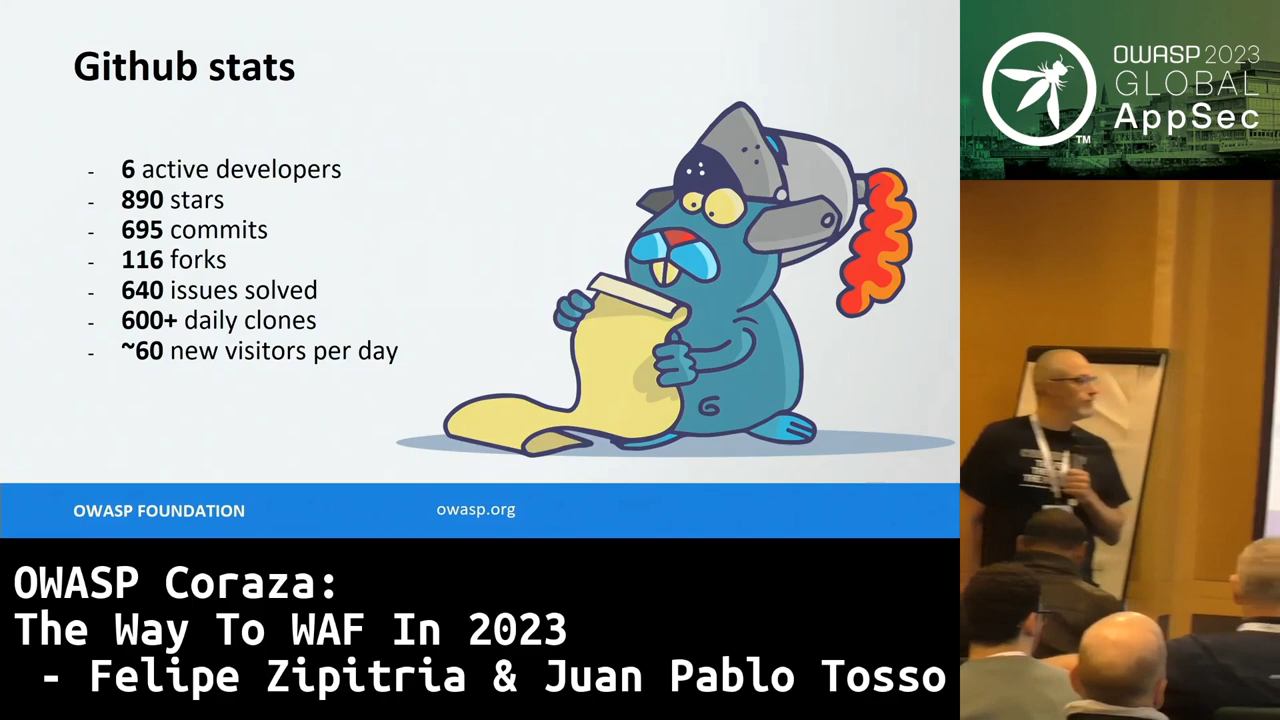 Github stats
- 6 active developers
- 890 stars
- 695 commits
- 116 forks
- 640 issues solved
- 600+ daily clones
- ~60 new visitors per day
OWASP FOUNDATION
owasp.org
OWASP 2023
GLOBAL
AppSec
TM
OWASP Coraza:
The Way To WAF In 2023
- Felipe Zipitria & Juan Pablo Tosso